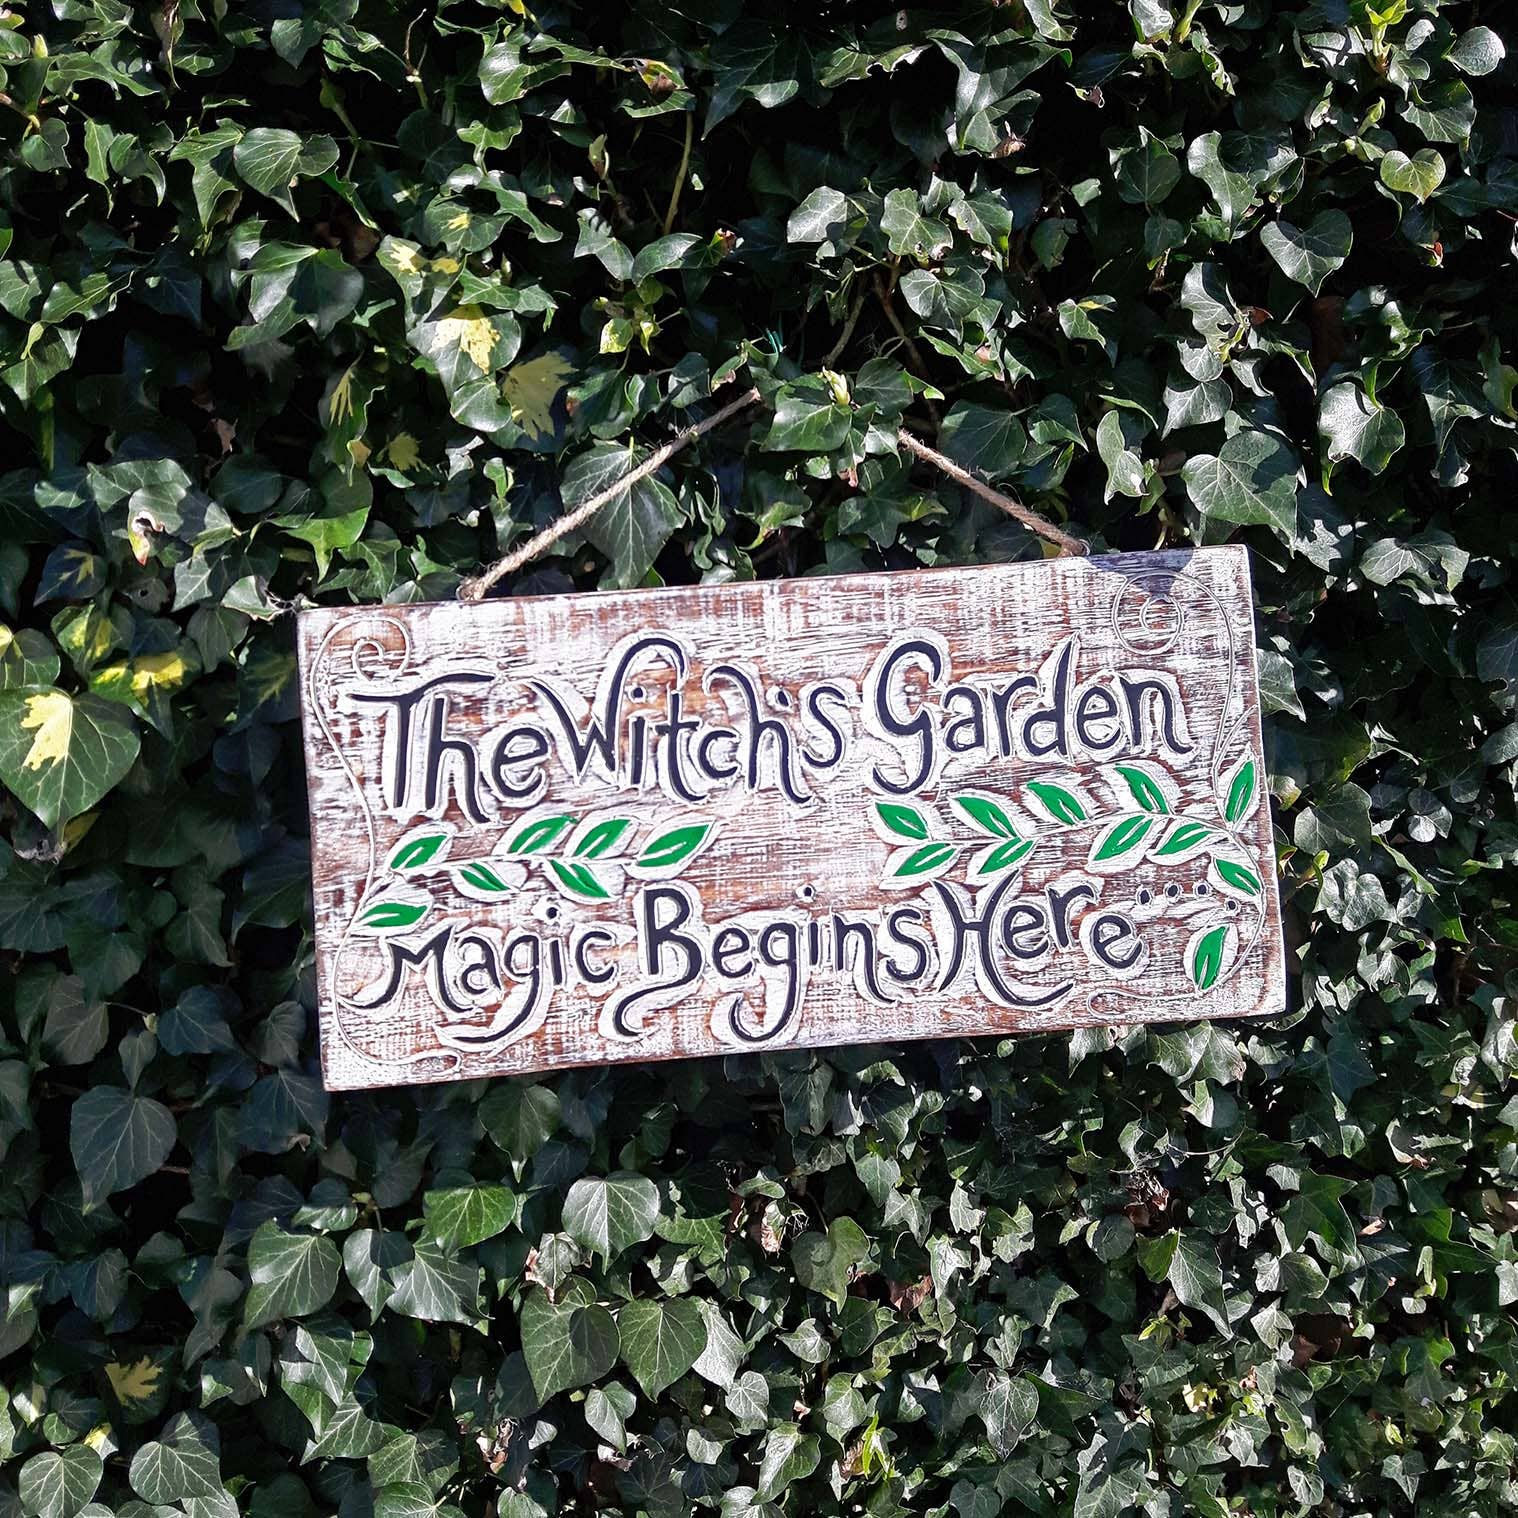 The Witch's Garden
Magic Begins Here....